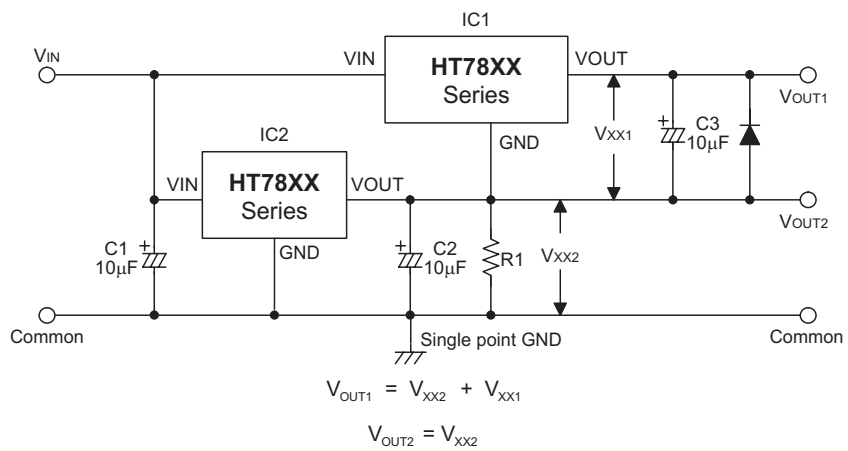 IC1
VIN
VIN
HT78XX
Series
VOUT
VOUT1
GND
VXX1
+
C3
10μF
IC2
VIN
HT78XX
Series
VOUT
VOUT2
GND
C1
+
10μF
+
C2
10μF
R1
VXX2
Common
Single point GND
Common
VOUT1 = VXX2 + VXX1
VOUT2 = VXX2